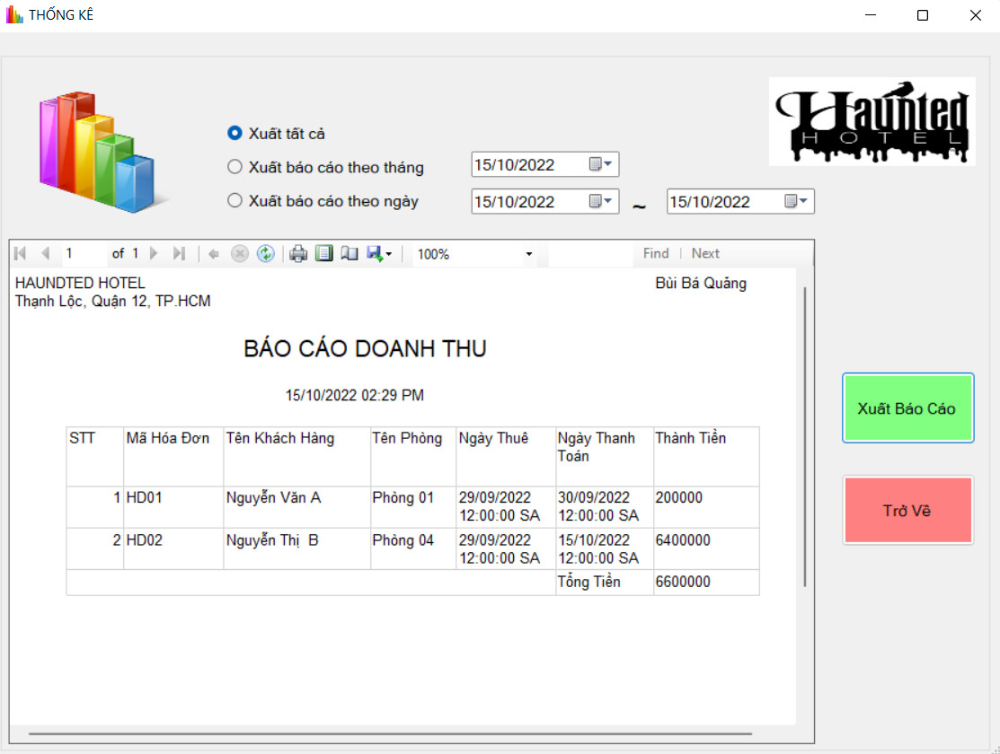 THỐNG KÊ
Haunted
HOTEL
Xuất tất cả
Xuất báo cáo theo tháng
15/10/2022
Xuất báo cáo theo ngày
15/10/2022 ~ 15/10/2022
1 of 1 100% Find | Next
HAUNDTED HOTEL
Bùi Bá Quảng
Thạnh Lộc, Quận 12, TP.HCM
BÁO CÁO DOANH THU
15/10/2022 02:29 PM
STT Mã Hóa Đơn Tên Khách Hàng Tên Phòng Ngày Thuê Ngày Thanh Thành Tiền
Toán
1 HD01 Nguyễn Văn A Phòng 01 29/09/2022 30/09/2022 200000
12:00:00 SA 12:00:00 SA
2 HD02 Nguyễn Thị B Phòng 04 29/09/2022 15/10/2022 6400000
12:00:00 SA 12:00:00 SA
Tổng Tiền 6600000
Xuất Báo Cáo
Trở Về